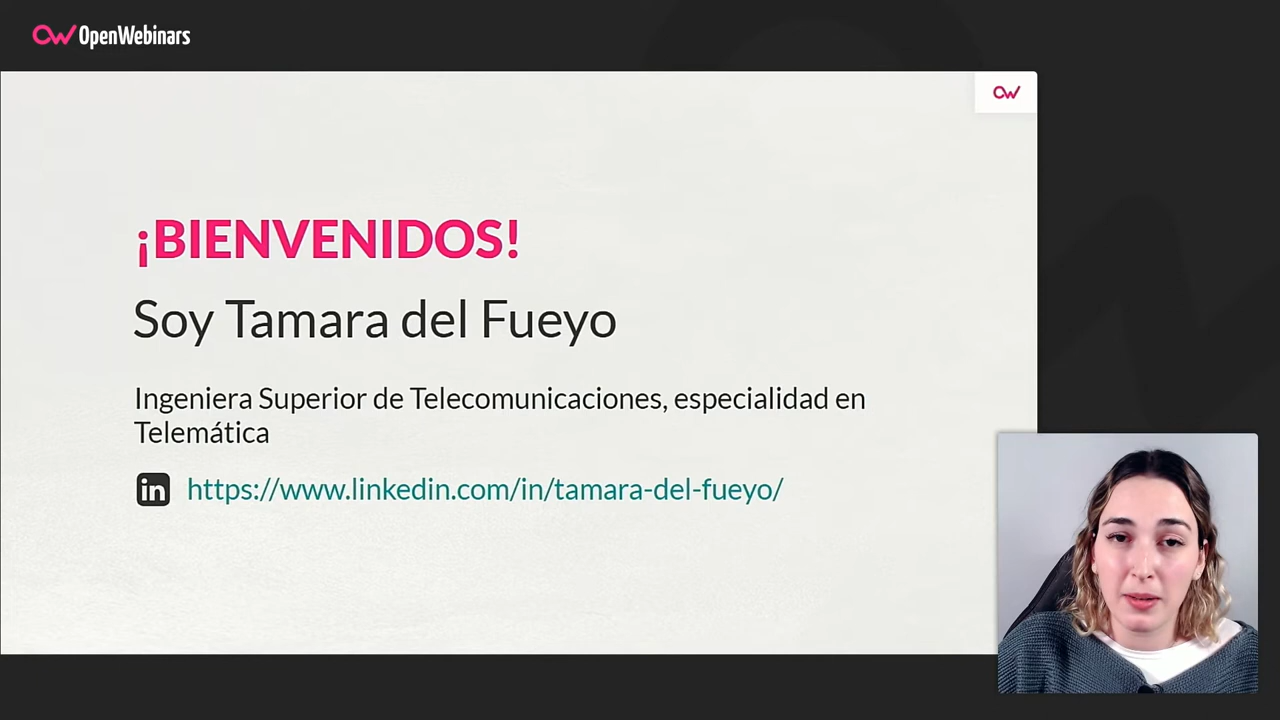 OpenWebinars
¡BIENVENIDOS!
Soy Tamara del Fueyo
Ingeniera Superior de Telecomunicaciones, especialidad en
Telemática
in https://www.linkedin.com/in/tamara-del-fueyo/